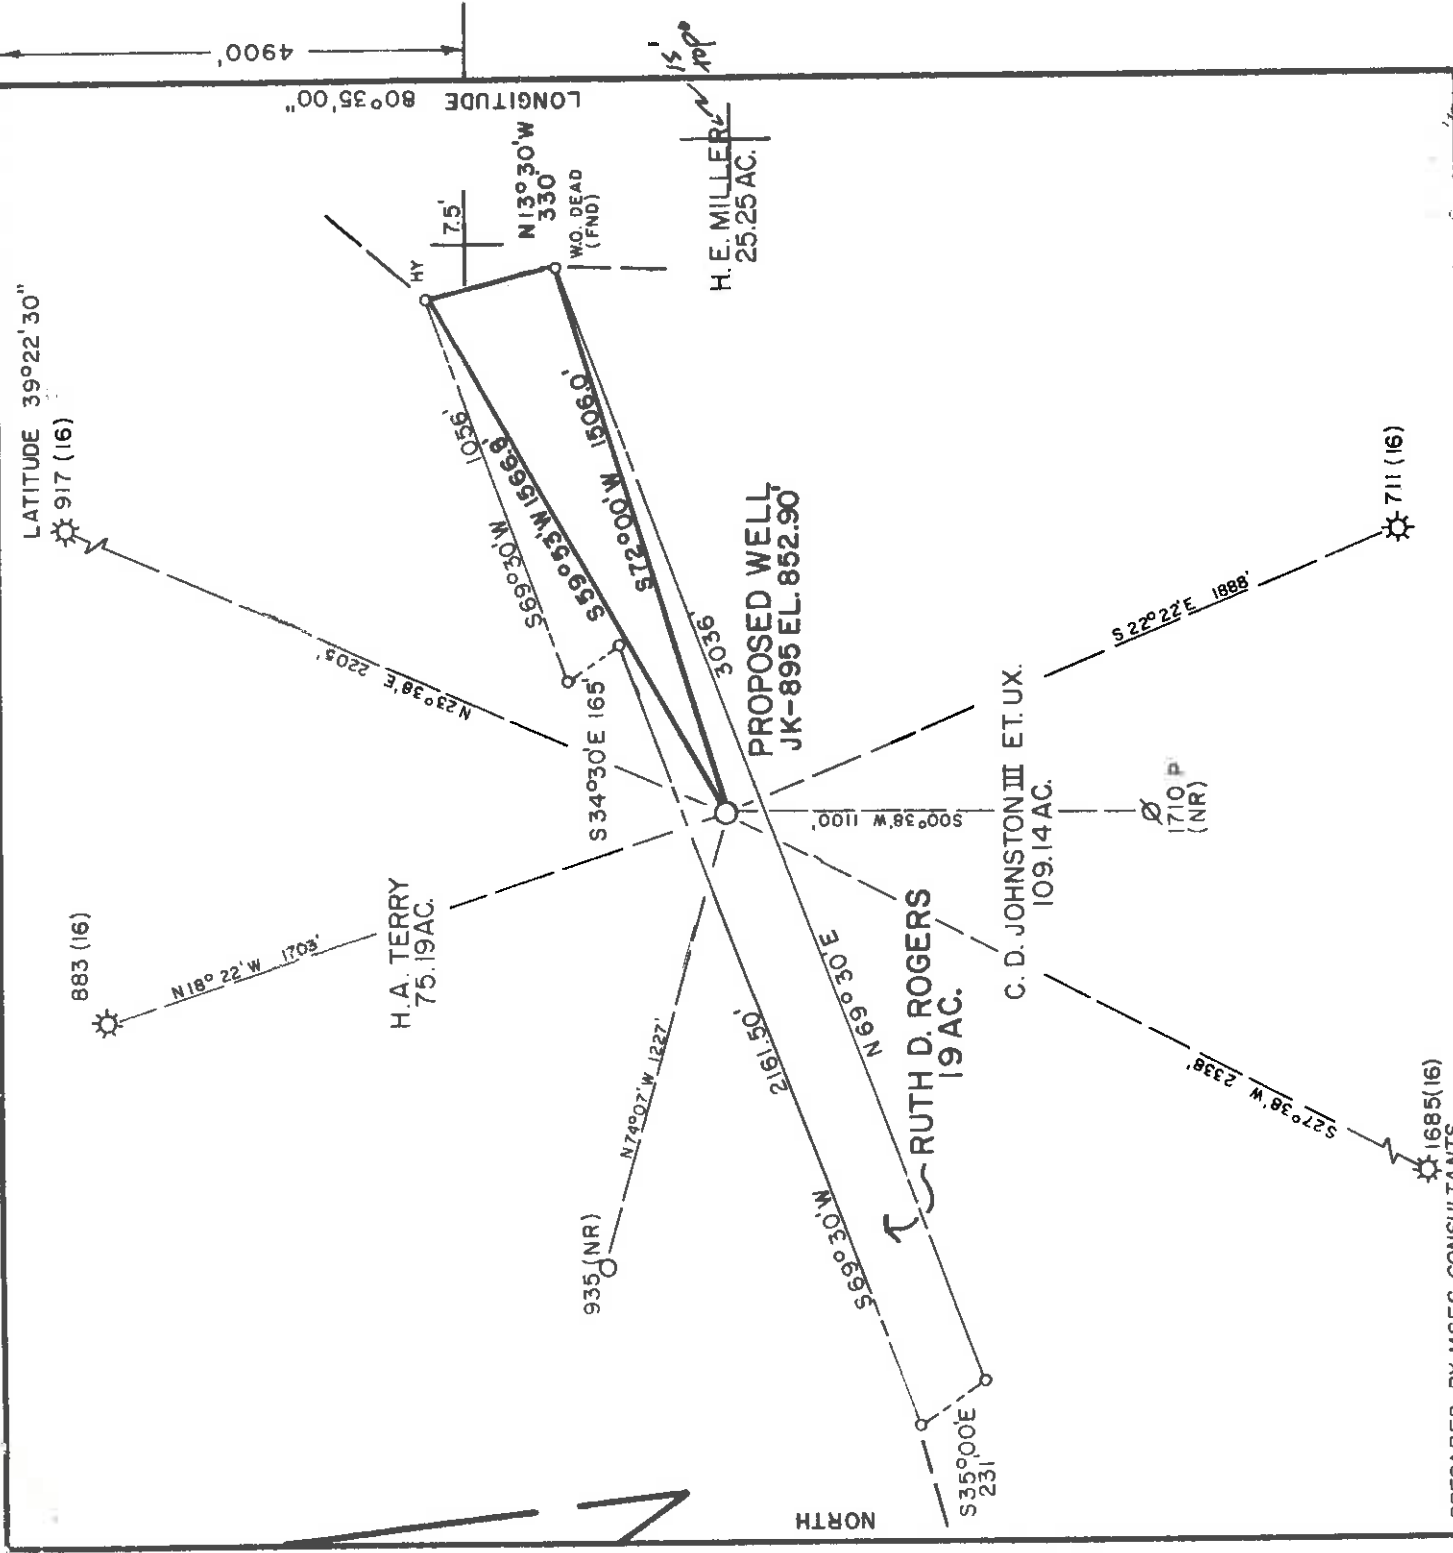 4900'
LATITUDE 39°22'30"
LONGITUDE 80°35'00"
917 (16)
N23°38'E 2205'
883 (16)
N18°22'W 1703'
H.A. TERRY
75.19 AC.
935 (NR)
N74°07'W 1227'
HY
7.5'
N13°30'W
330'
W.O. DEAD
(FND)
H. E. MILLER
25.25 AC.
S69°30'W 1056'
S59°53'W 1566.8'
S72°00'W 1506.0'
S34°30'E 165'
3036'
N69°30'E
PROPOSED WELL
JK-895 EL. 852.90'
2161.50'
S69°30'W
RUTH D. ROGERS
19 AC.
S35°00'E
231'
S22°22'E 1888'
711 (16)
C. D. JOHNSTON III ET. UX.
109.14 AC.
S00°38'W 1100'
1710 P
(NR)
S27°38'W 2338'
1685 (16)
NORTH
PREPARED BY MOSES CONSULTANTS